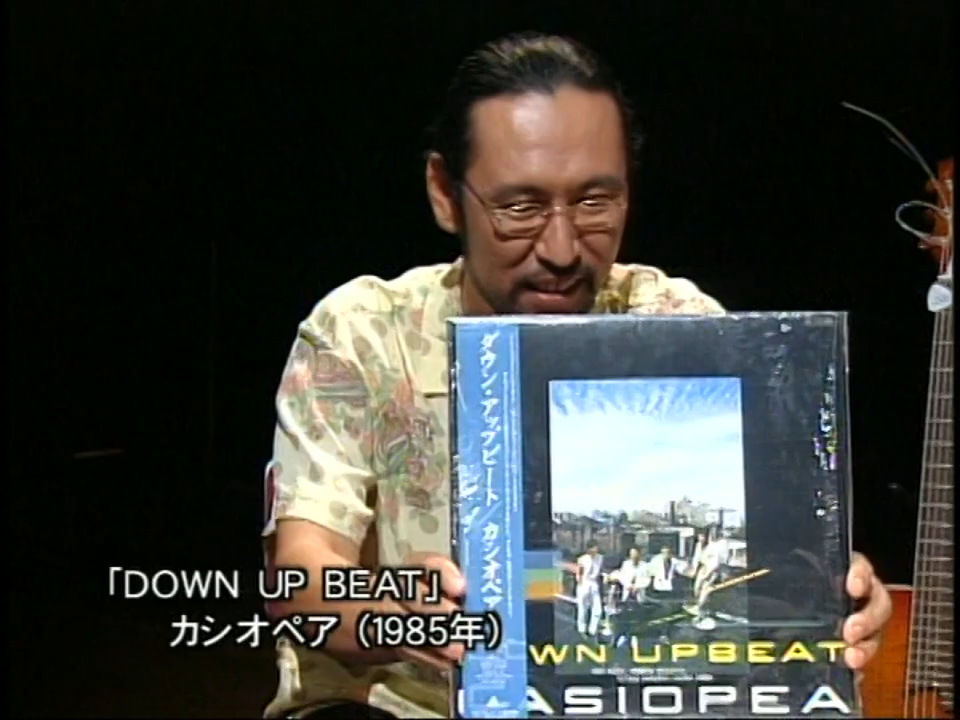 ダウン・アップビート/カシオペア
「DOWN UP BEAT」
カシオペア (1985年)
WN UPBEAT
ASIOPEA